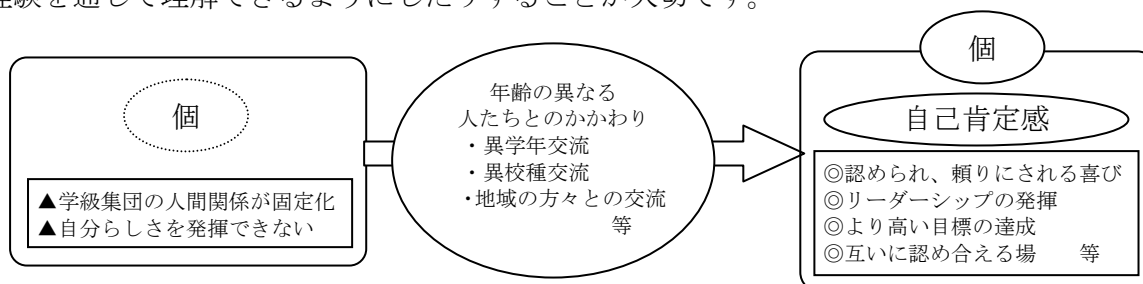 経験を通して理解できるようにしたりすることが大切です。
個
▲学級集団の人間関係が固定化
▲自分らしさを発揮できない
年齢の異なる
人たちとのかかわり
・異学年交流
・異校種交流
・地域の方々との交流
等
個
自己肯定感
◎認められ、頼りにされる喜び
◎リーダーシップの発揮
◎より高い目標の達成
◎互いに認め合える場　　等